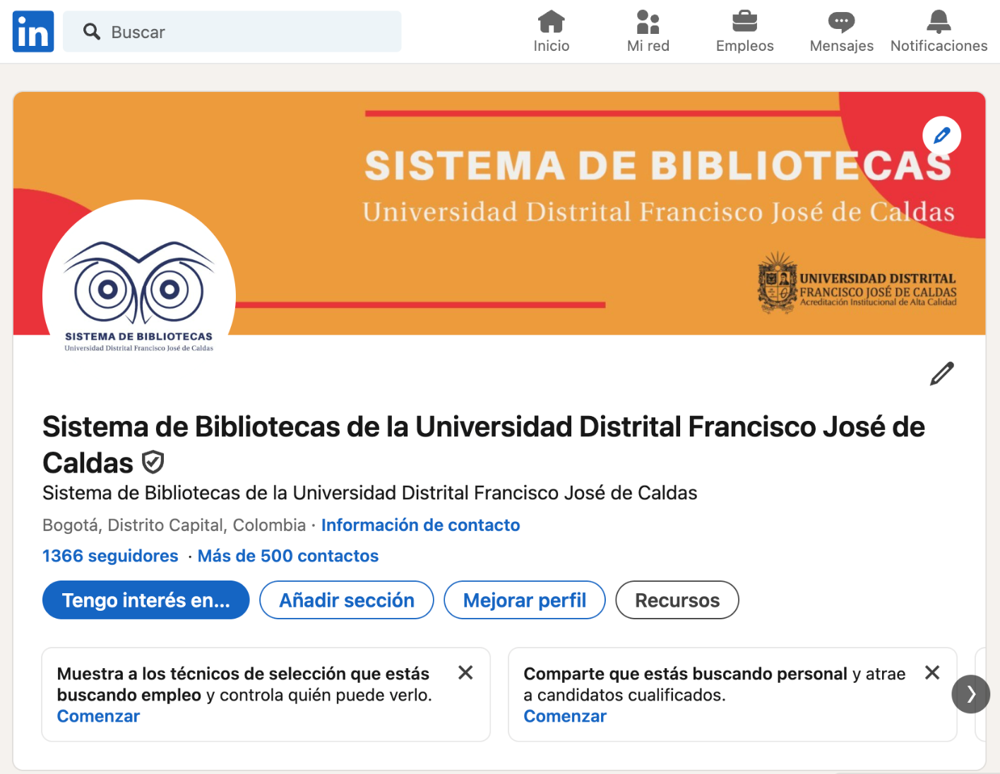 in
Buscar
Inicio
Mi red
Empleos
Mensajes
Notificaciones
SISTEMA DE BIBLIOTECAS
Universidad Distrital Francisco José de Caldas
UNIVERSIDAD DISTRITAL
FRANCISCO JOSÉ DE CALDAS
Acreditación Institucional de Alta Calidad
SISTEMA DE BIBLIOTECAS
Universidad Distrital Francisco José de Caldas
Sistema de Bibliotecas de la Universidad Distrital Francisco José de
Caldas
Sistema de Bibliotecas de la Universidad Distrital Francisco José de Caldas
Bogotá, Distrito Capital, Colombia · Información de contacto
1366 seguidores · Más de 500 contactos
Tengo interés en...
Añadir sección
Mejorar perfil
Recursos
Muestra a los técnicos de selección que estás
buscando empleo y controla quién puede verlo.
Comenzar
Comparte que estás buscando personal y atrae
a candidatos cualificados.
Comenzar